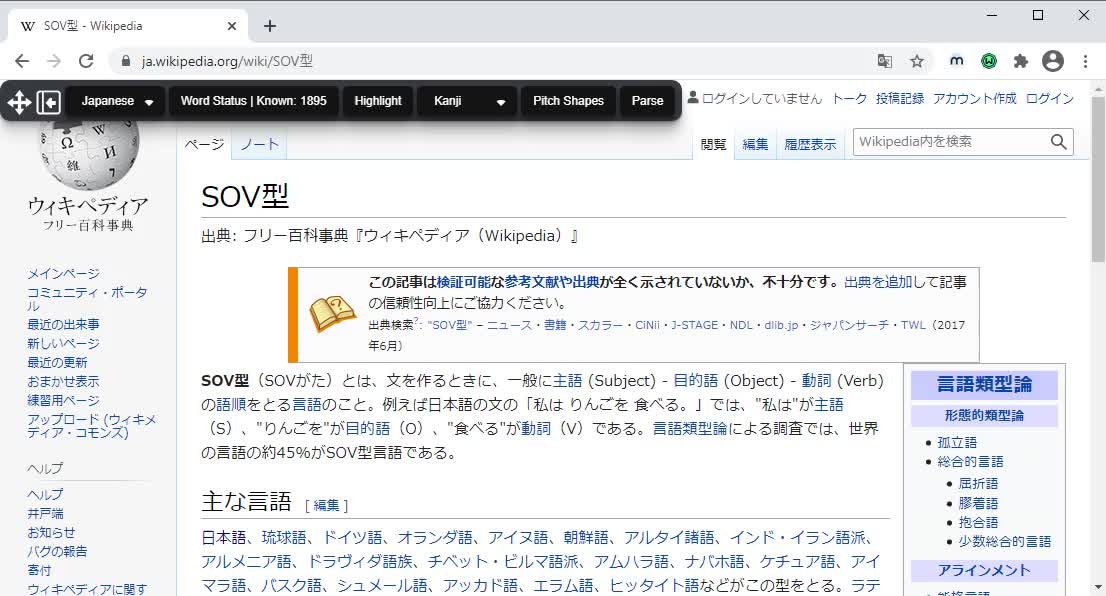 SOV型 - Wikipedia
ja.wikipedia.org/wiki/SOV型
Japanese
Word Status | Known: 1895
Highlight
Kanji
Pitch Shapes
Parse
ログインしていません トーク 投稿記録 アカウント作成 ログイン
ページ ノート
閲覧 編集 履歴表示
Wikipedia内を検索
ウィキペディア
フリー百科事典
メインページ
コミュニティ・ポータ
ル
最近の出来事
新しいページ
最近の更新
おまかせ表示
練習用ページ
アップロード (ウィキメ
ディア・コモンズ)
ヘルプ
ヘルプ
井戸端
お知らせ
バグの報告
寄付
ウィキペディアに関す
SOV型
出典: フリー百科事典『ウィキペディア（Wikipedia）』
この記事は検証可能な参考文献や出典が全く示されていないか、不十分です。出典を追加して記事
の信頼性向上にご協力ください。
出典検索?: "SOV型" – ニュース・書籍・スカラー・CiNii・J-STAGE・NDL・dlib.jp・ジャパンサーチ・TWL（2017
年6月）
SOV型（SOVがた）とは、文を作るときに、一般に主語 (Subject) - 目的語 (Object) - 動詞 (Verb)
の語順をとる言語のこと。例えば日本語の文の「私は りんごを 食べる。」では、"私は"が主語
（S）、"りんごを"が目的語（O）、"食べる"が動詞（V）である。言語類型論による調査では、世界
の言語の約45%がSOV型言語である。
主な言語 [ 編集 ]
日本語、琉球語、ドイツ語、オランダ語、アイヌ語、朝鮮語、アルタイ諸語、インド・イラン語派、
アルメニア語、ドラヴィダ語族、チベット・ビルマ語派、アムハラ語、ナバホ語、ケチュア語、アイ
マラ語、バスク語、シュメール語、アッカド語、エラム語、ヒッタイト語などがこの型をとる。ラテ
言語類型論
形態的類型論
孤立語
総合的言語
屈折語
膠着語
抱合語
少数総合的言語
アラインメント